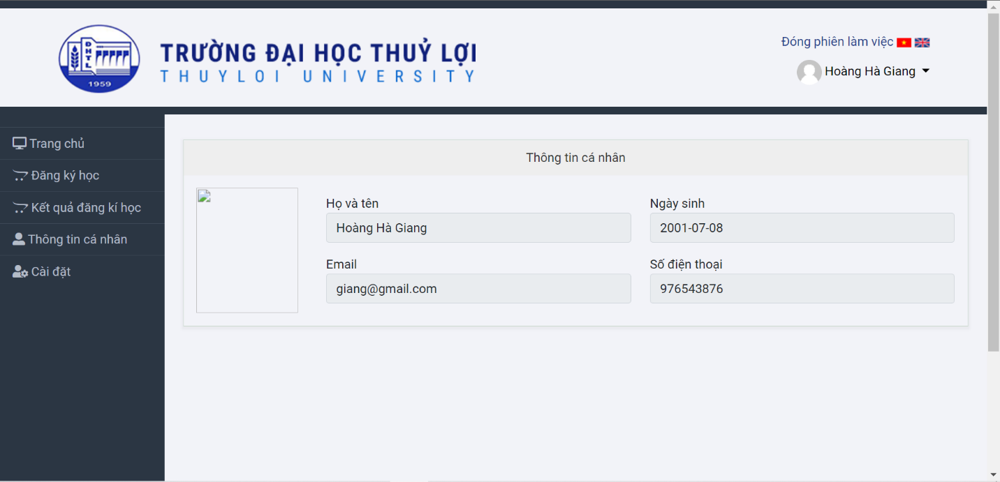 ĐHTL
1959
TRƯỜNG ĐẠI HỌC THUỶ LỢI
THUYLOI UNIVERSITY
Đóng phiên làm việc
Hoàng Hà Giang
Trang chủ
Đăng ký học
Kết quả đăng kí học
Thông tin cá nhân
Cài đặt
Thông tin cá nhân
Họ và tên
Hoàng Hà Giang
Ngày sinh
2001-07-08
Email
giang@gmail.com
Số điện thoại
976543876